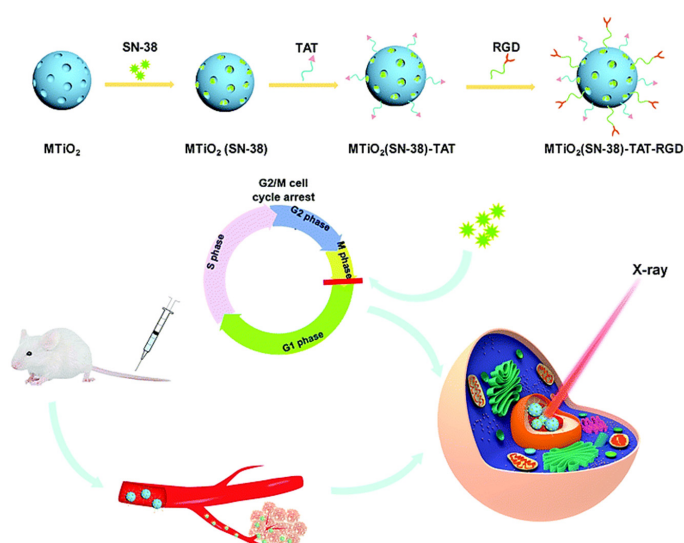 SN-38
TAT
RGD
MTiO₂
MTiO₂ (SN-38)
MTiO₂(SN-38)-TAT
MTiO₂(SN-38)-TAT-RGD
G2/M cell
cycle arrest
G2 phase
S phase
M phase
G1 phase
X-ray